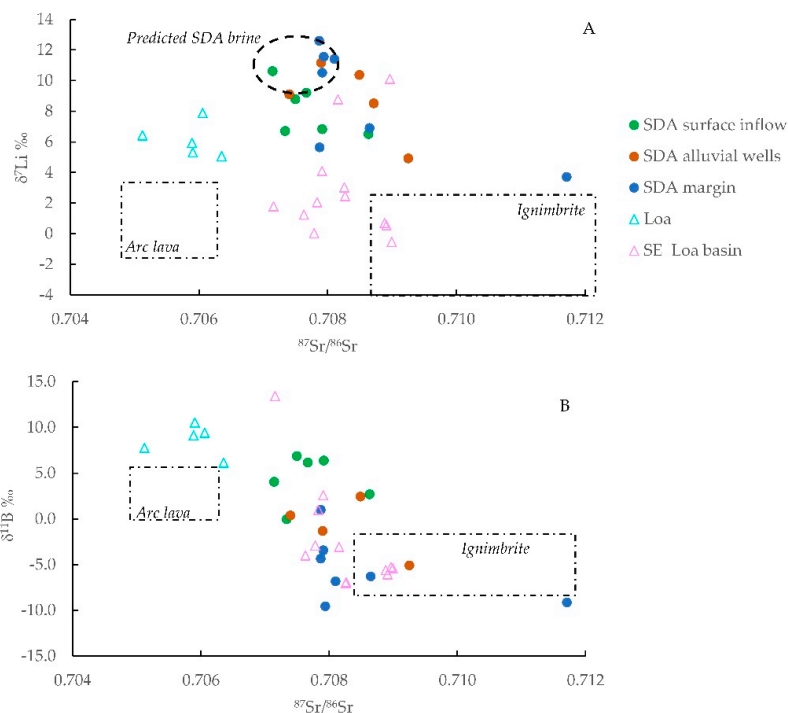 A
14
12
10
8
6
4
2
0
-2
-4
δ⁷Li ‰
Predicted SDA brine
Arc lava
Ignimbrite
0.704 0.706 0.708 0.710 0.712
⁸⁷Sr/⁸⁶Sr
SDA surface inflow
SDA alluvial wells
SDA margin
Loa
SE Loa basin
B
15.0
10.0
5.0
0.0
-5.0
-10.0
-15.0
δ¹¹B ‰
Arc lava
Ignimbrite
0.704 0.706 0.708 0.710 0.712
⁸⁷Sr/⁸⁶Sr